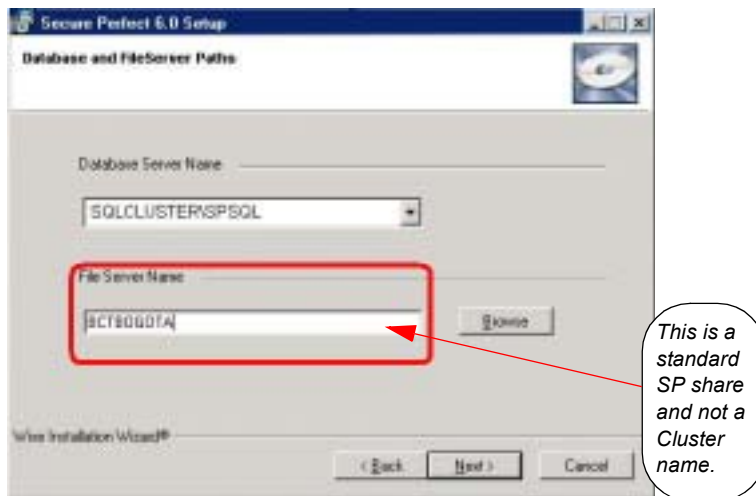 Secure Perfect 6.0 Setup
Database and FileServer Paths
Database Server Name
SQLCLUSTER\SPSQL
File Server Name
BCTBOGOTA
Browse
This is a
standard
SP share
and not a
Cluster
name.
Wise Installation Wizard®
< Back
Next >
Cancel